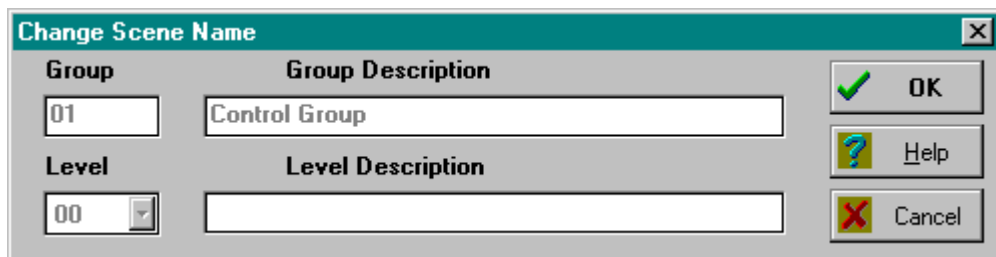 Change Scene Name
Group Group Description
01 Control Group
Level Level Description
00
OK
Help
Cancel